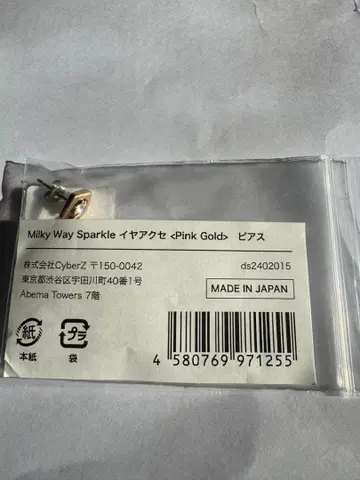 Milky Way Sparkle イヤアクセ <Pink Gold> ピアス
株式会社CyberZ 〒150-0042
ds2402015
東京都渋谷区宇田川町40番1号
MADE IN JAPAN
Abema Towers 7階
紙
プラ
本紙
袋
4 580769 971255